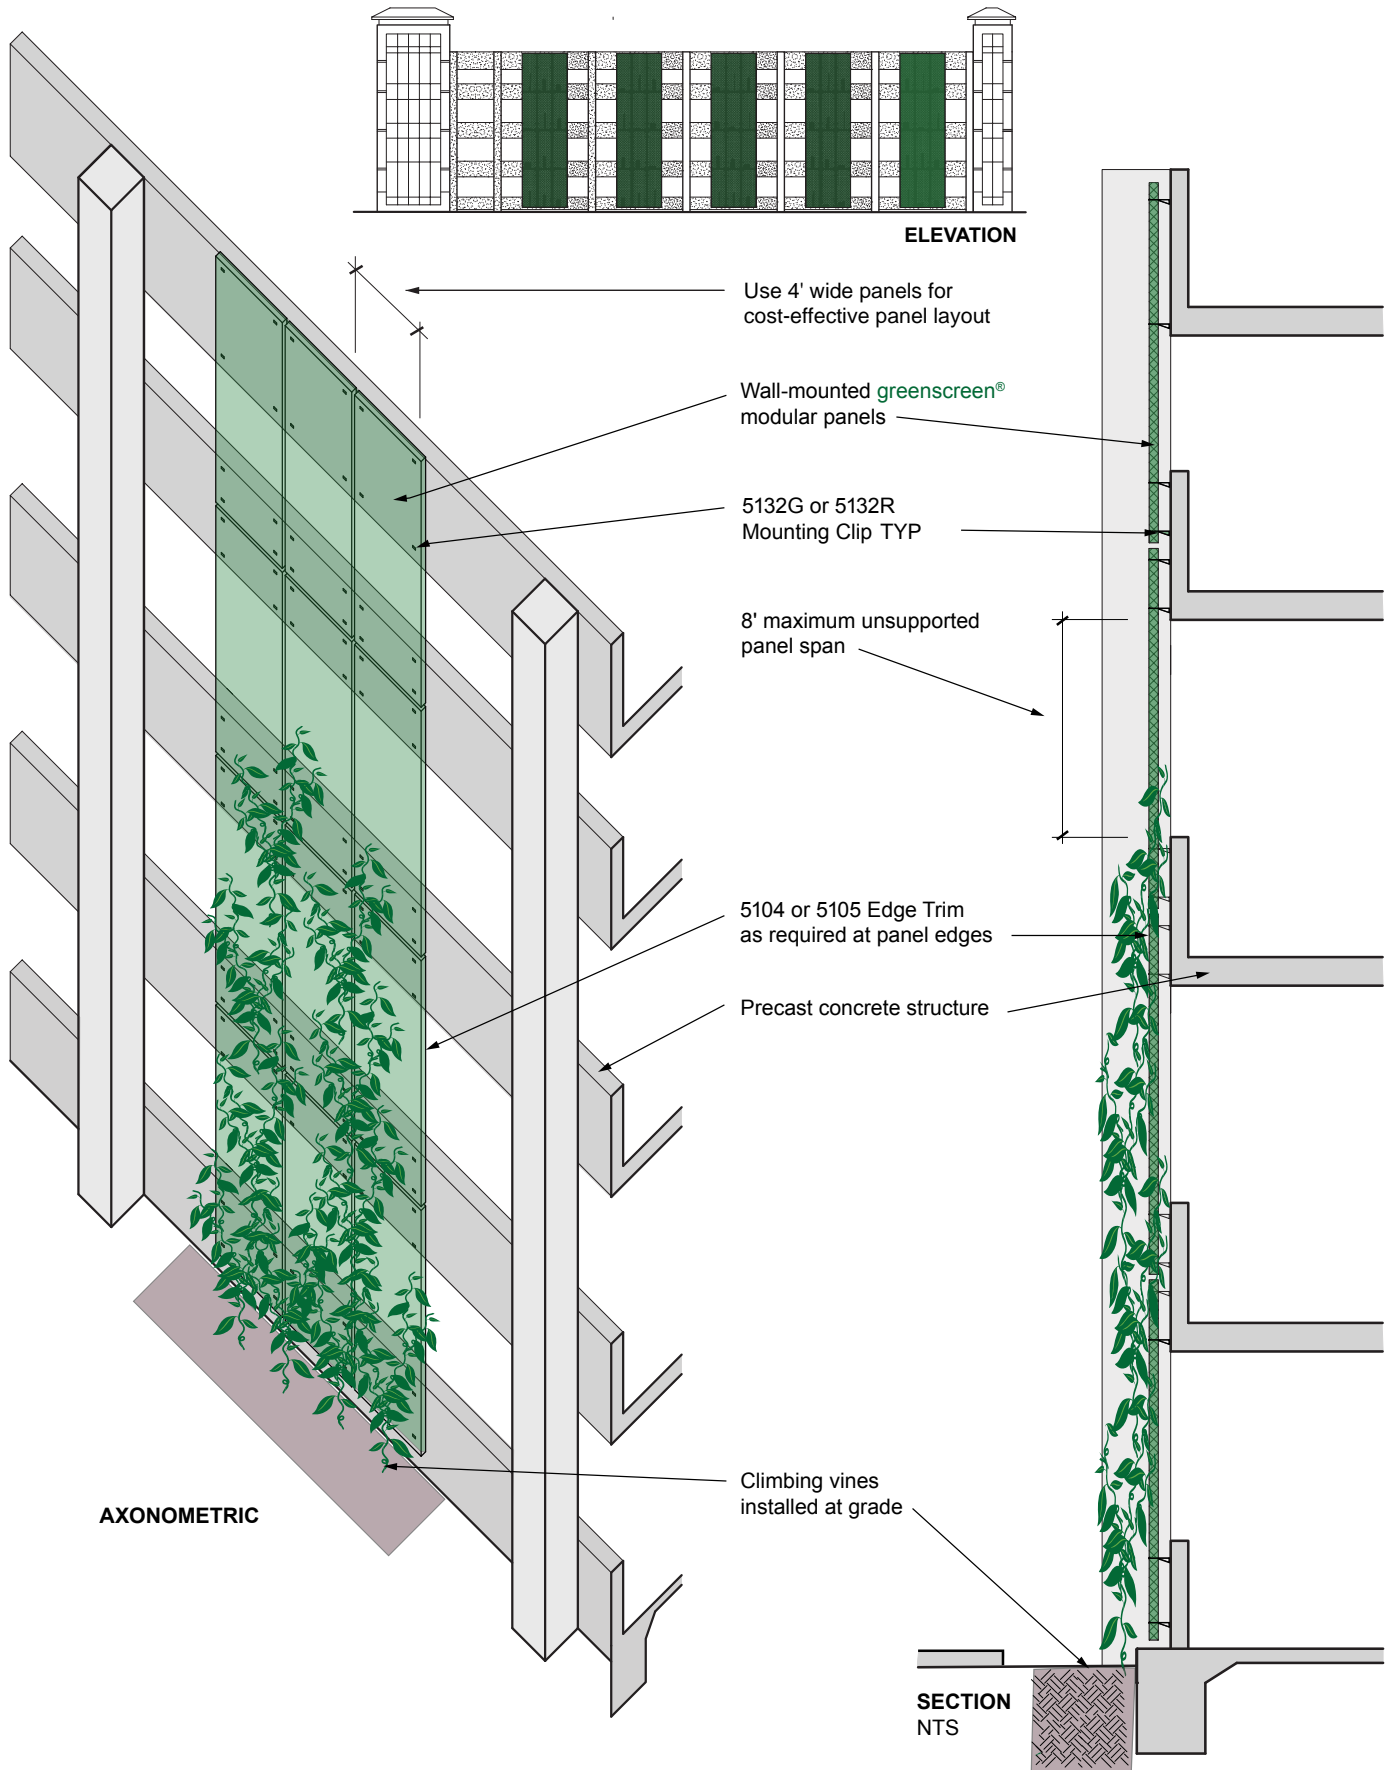 ELEVATION
Use 4' wide panels for
cost-effective panel layout
Wall-mounted greenscreen®
modular panels
5132G or 5132R
Mounting Clip TYP
8' maximum unsupported
panel span
5104 or 5105 Edge Trim
as required at panel edges
Precast concrete structure
Climbing vines
installed at grade
AXONOMETRIC
SECTION
NTS